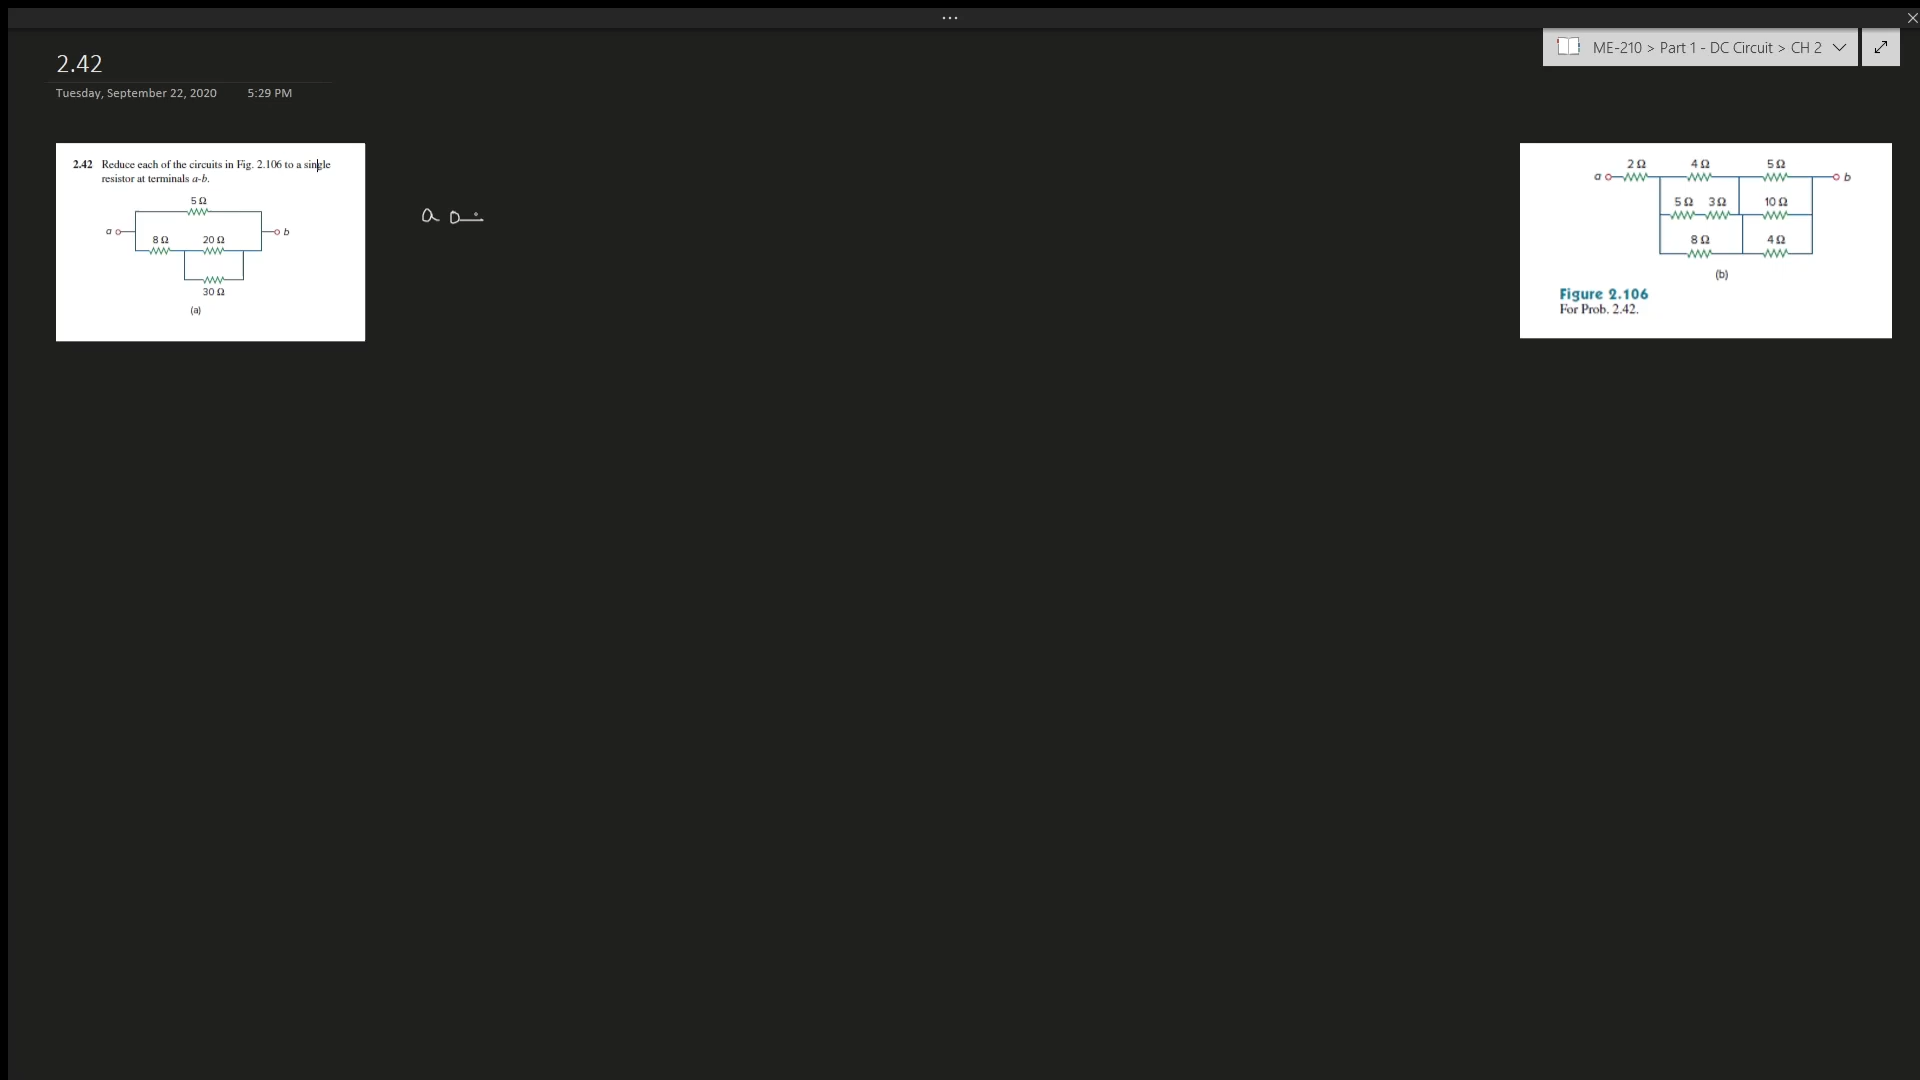 ...
ME-210 > Part 1 - DC Circuit > CH 2
2.42
Tuesday, September 22, 2020 5:29 PM
2.42 Reduce each of the circuits in Fig. 2.106 to a single
resistor at terminals a-b.
5 Ω
a b
8 Ω 20 Ω
30 Ω
(a)
a
2 Ω 4 Ω 5 Ω
a b
5 Ω 3 Ω 10 Ω
8 Ω 4 Ω
(b)
Figure 2.106
For Prob. 2.42.